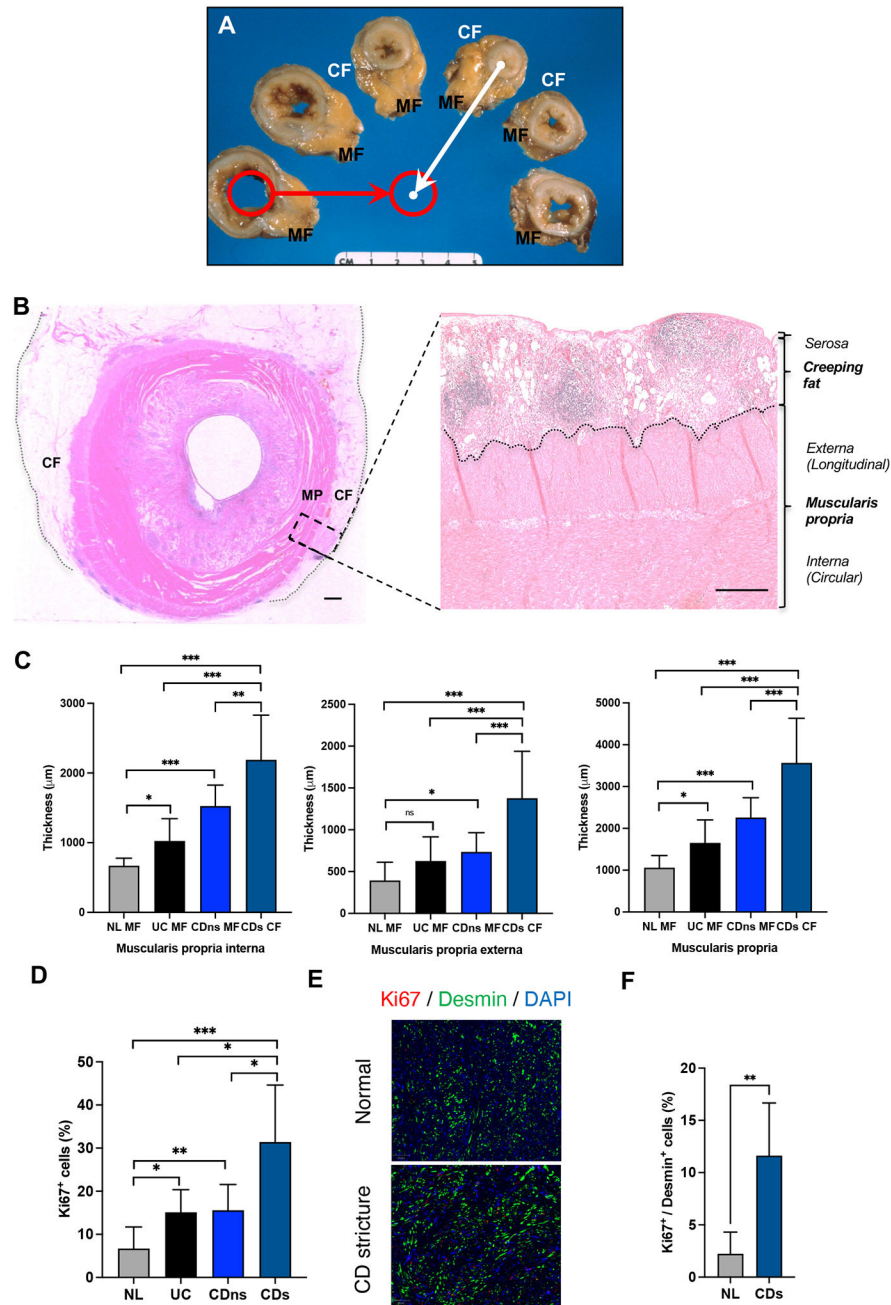 A
CF
CF
CF
MF
MF
MF
MF
MF
MF
CM 1 2 3 4 5
B
CF
MP
CF
Serosa
Creeping
fat
Externa
(Longitudinal)
Muscularis
propria
Interna
(Circular)
C
Thickness (μm)
3000
2000
1000
0
***
***
**
***
*
NL MF UC MF CDns MF CDs CF
Muscularis propria interna
Thickness (μm)
2500
2000
1500
1000
500
0
***
***
***
*
ns
NL MF UC MF CDns MF CDs CF
Muscularis propria externa
Thickness (μm)
5000
4000
3000
2000
1000
0
***
***
***
***
*
NL MF UC MF CDns MF CDs CF
Muscularis propria
D
Ki67+ cells (%)
50
40
30
20
10
0
***
*
*
**
*
NL UC CDns CDs
E
Ki67 / Desmin / DAPI
Normal
CD stricture
F
Ki67+ / Desmin+ cells (%)
20
15
10
5
0
**
NL CDs